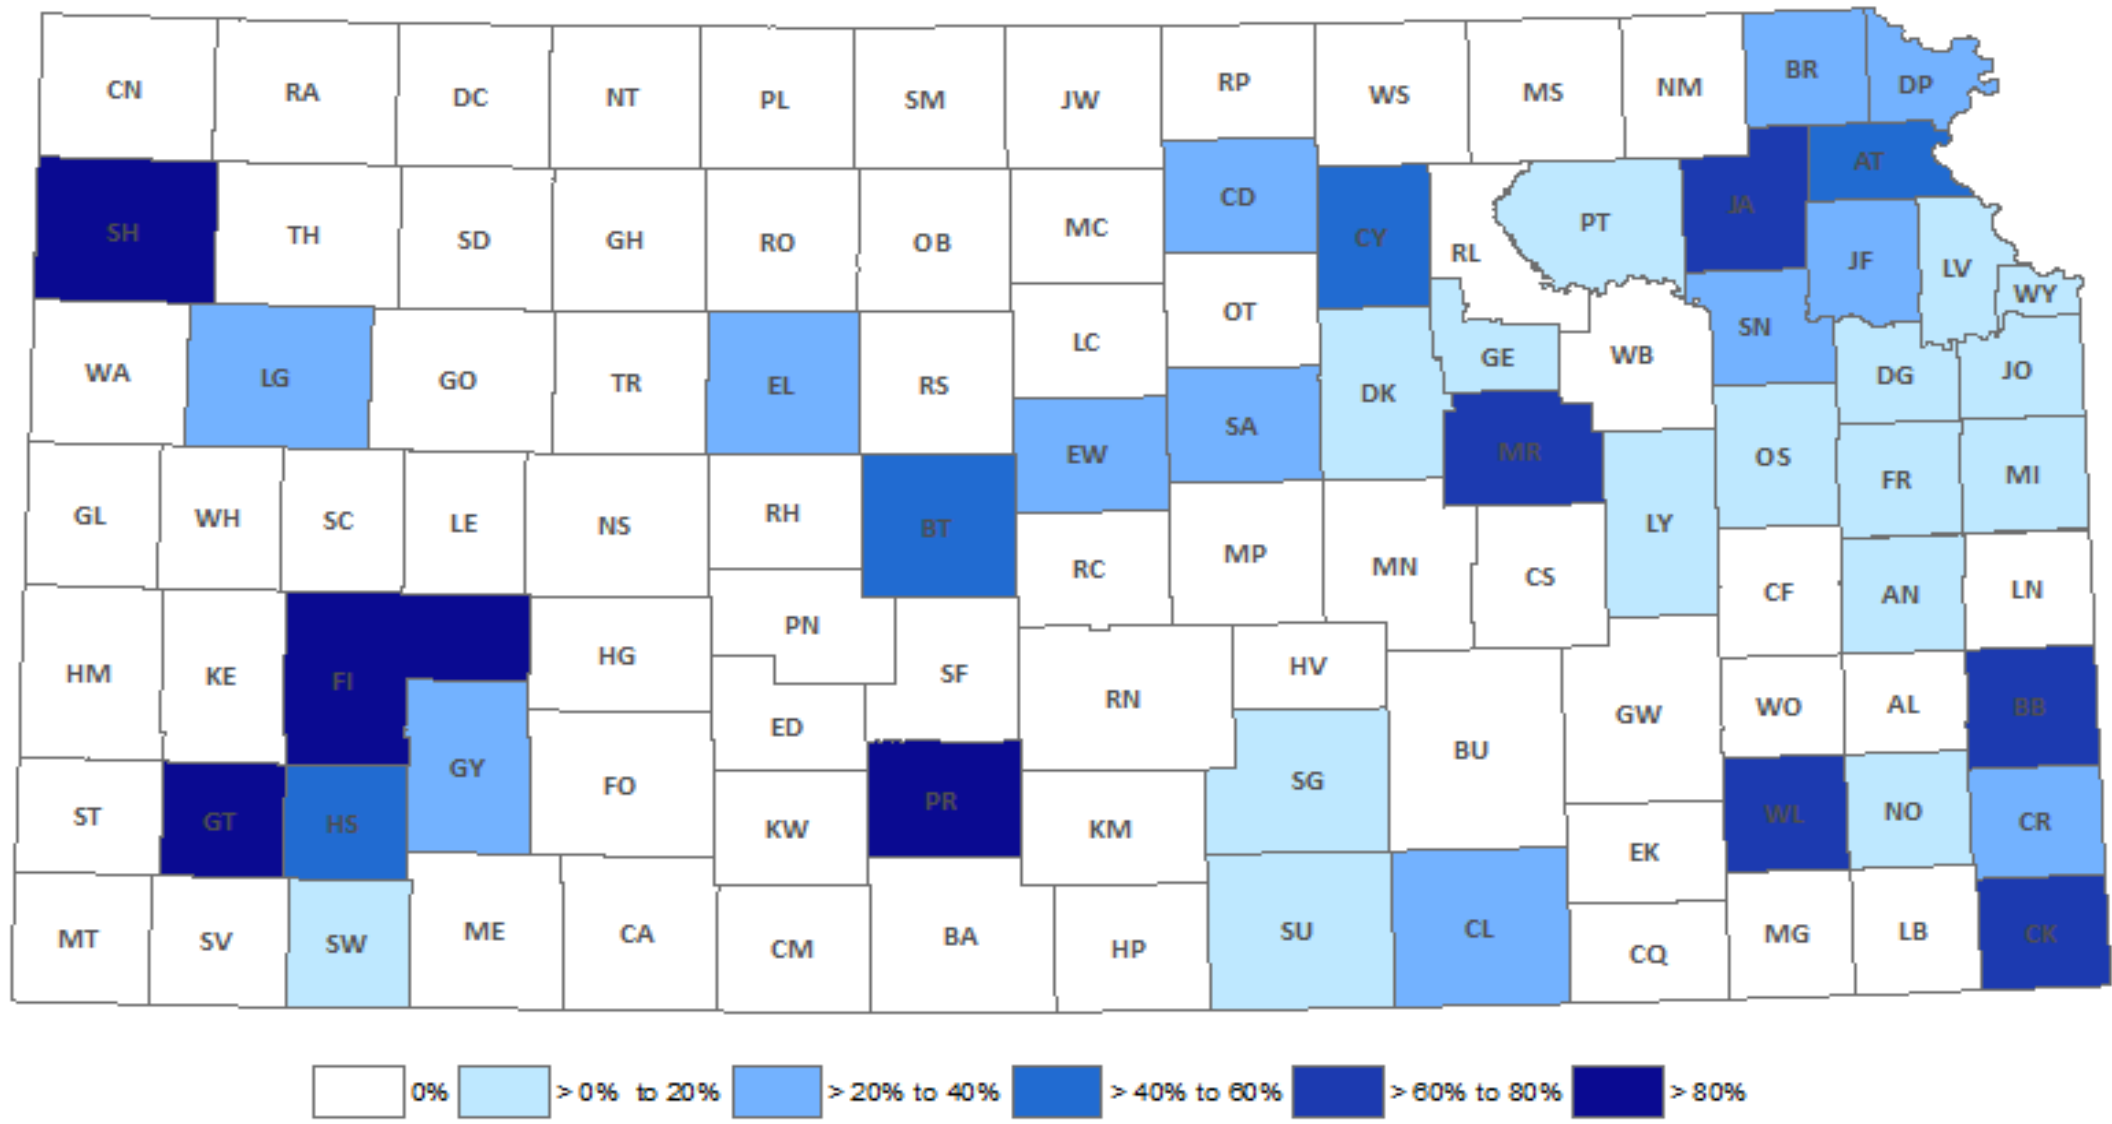 CN RA DC NT PL SM JW RP WS MS NM BR DP
SH TH SD GH RO OB MC CD CY RL PT JA AT
JF LV WY
WA LG GO TR EL RS LC OT DK GE WB SN DG JO
GL WH SC LE NS RH BT EW SA MR LY OS FR MI
RC MP MN CS CF AN LN
HM KE FI HG PN SF RN HV BU GW WO AL BB
ST GT HS GY FO ED KW PR KM SG EK WL NO CR
MT SV SW ME CA CM BA HP SU CL CQ MG LB CK
0% > 0% to 20% > 20% to 40% > 40% to 60% > 60% to 80% > 80%